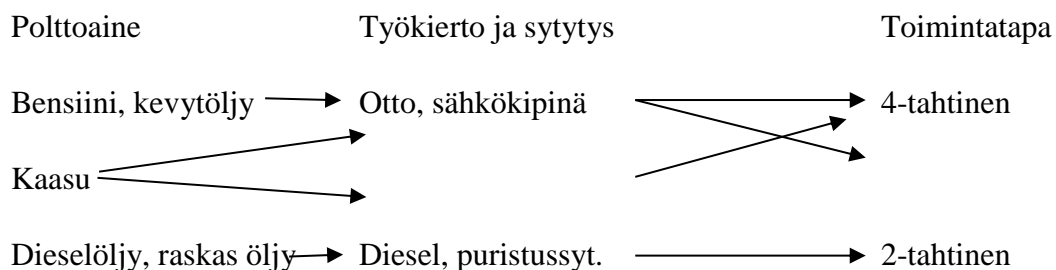 Polttoaine Työkierto ja sytytys Toimintatapa
Bensiini, kevytöljy Otto, sähkökipinä 4-tahtinen
Kaasu
Dieselöljy, raskas öljy Diesel, puristussyt. 2-tahtinen